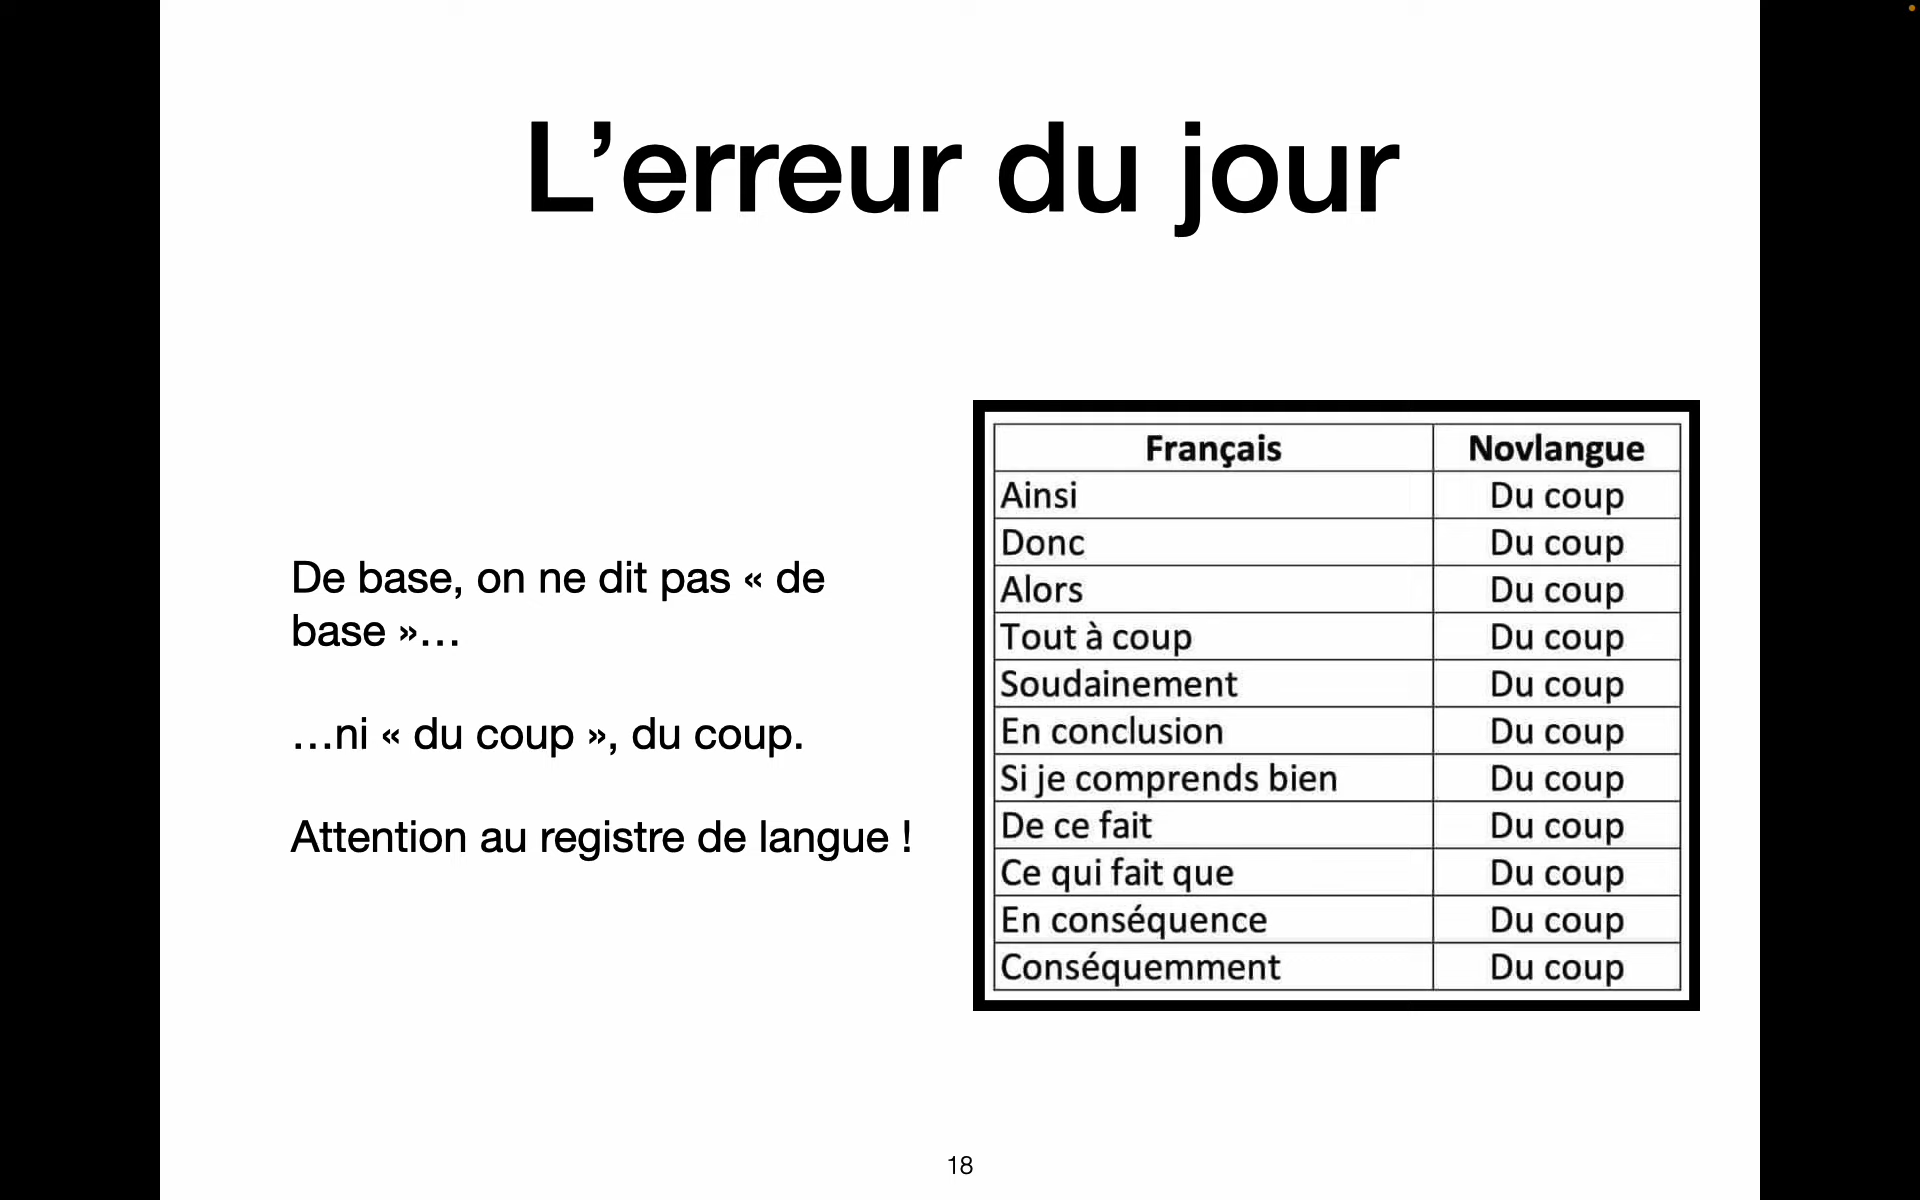 L’erreur du jour
De base, on ne dit pas « de
base »…
…ni « du coup », du coup.
Attention au registre de langue !
Français Novlangue
Ainsi Du coup
Donc Du coup
Alors Du coup
Tout à coup Du coup
Soudainement Du coup
En conclusion Du coup
Si je comprends bien Du coup
De ce fait Du coup
Ce qui fait que Du coup
En conséquence Du coup
Conséquemment Du coup
18